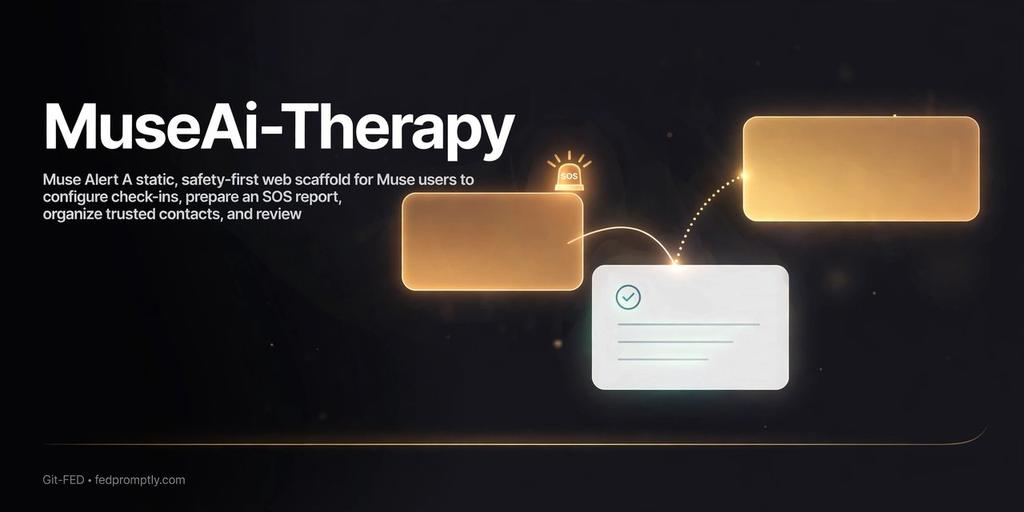 MuseAi-Therapy
Muse Alert A static, safety-first web scaffold for Muse users to
configure check-ins, prepare an SOS report,
organize trusted contacts, and review
SOS
Git-FED • fedpromptly.com